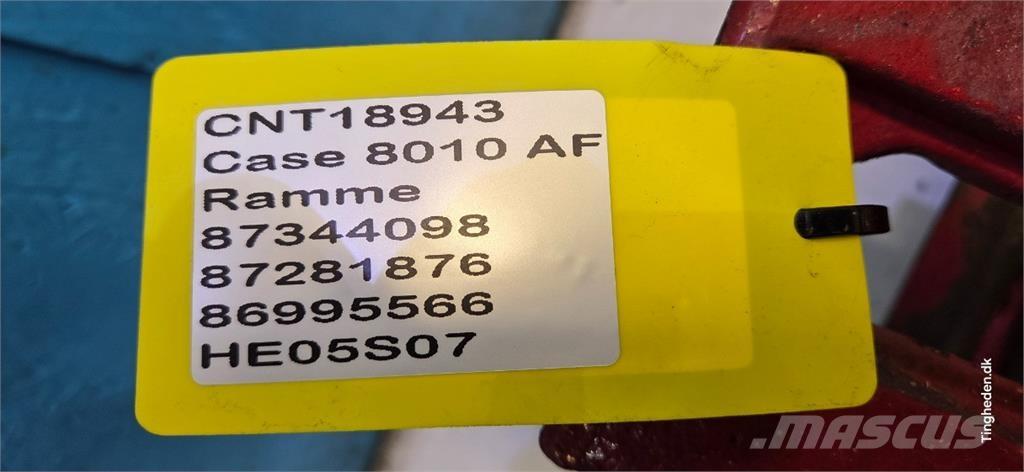 CNT18943
Case 8010 AF
Ramme
87344098
87281876
86995566
HE05S07
Tingheden.dk
MASCUS